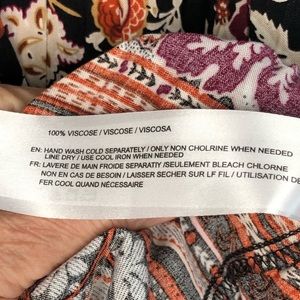 100% VISCOSE / VISCOSE / VISCOSA
EN: HAND WASH COLD SEPARATELY / ONLY NON CHOLRINE WHEN NEEDED
LINE DRY / USE COOL IRON WHEN NEEDED
FR: LAVERE DE MAIN FROIDE SEPARATIY /SEULEMENT BLEACH CHLORNE
NON EN CAS DE BESOIN / LAISSER SECHER SUR LF FIL / UTILISATION DE
FER COOL QUAND NÉCESSAIRE